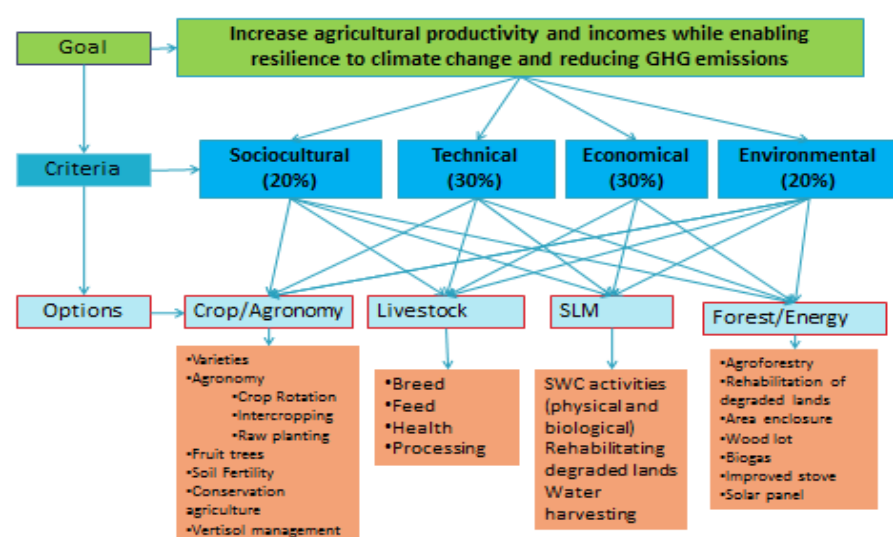 Goal
Increase agricultural productivity and incomes while enabling
resilience to climate change and reducing GHG emissions
Criteria
Sociocultural
(20%)
Technical
(30%)
Economical
(30%)
Environmental
(20%)
Options
Crop/Agronomy
Livestock
SLM
Forest/Energy
•Varieties
•Agronomy
•Crop Rotation
•Intercropping
•Raw planting
•Fruit trees
•Soil Fertility
•Conservation
agriculture
•Vertisol management
•Breed
•Feed
•Health
•Processing
SWC activities
(physical and
biological)
Rehabilitating
degraded lands
Water
harvesting
•Agroforestry
•Rehabilitation of
degraded lands
•Area enclosure
•Wood lot
•Biogas
•Improved stove
•Solar panel